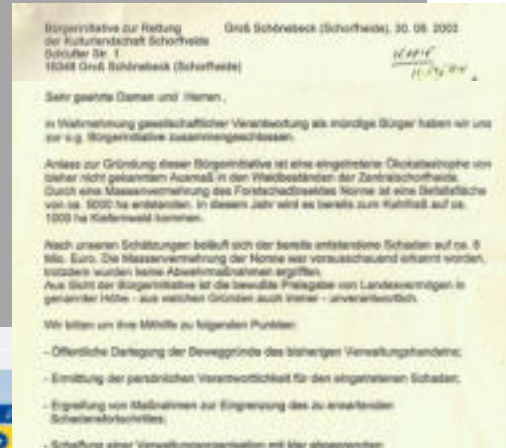 Bürgerinitiative zur Rettung Groß Schönebeck (Schorfheide), 30. 06. 2003
der Kulturlandschaft Schorfheide
Schlufter Str. 1
16348 Groß Schönebeck (Schorfheide)
Sehr geehrte Damen und Herren,
in Wahrnehmung gesellschaftlicher Verantwortung als mündige Bürger haben wir uns
zur o.g. Bürgerinitiative zusammengeschlossen.
Anlass zur Gründung dieser Bürgerinitiative ist eine eingetretene Ökokatastrophe von
bisher nicht gekanntem Ausmaß in den Waldbeständen der Zentralschorfheide.
Durch eine Massenvermehrung des Forstschadinsektes Nonne ist eine Befallsfläche
von ca. 5000 ha entstanden. In diesem Jahr wird es bereits zum Kahlfraß auf ca.
1000 ha Kiefernwald kommen.
Nach unseren Schätzungen beläuft sich der bereits entstandene Schaden auf ca. 8
Mio. Euro. Die Massenvermehrung der Nonne war vorausschauend erkannt worden,
trotzdem wurden keine Abwehrmaßnahmen ergriffen.
Aus Sicht der Bürgerinitiative ist die bewußte Preisgabe von Landesvermögen in
genannter Höhe - aus welchen Gründen auch immer - unverantwortlich.
Wir bitten um ihre Mithilfe zu folgenden Punkten:
- Öffentliche Darlegung der Beweggründe des bisherigen Verwaltungshandelns;
- Ermittlung der persönlichen Verantwortlichkeit für den eingetretenen Schaden;
- Ergreifung von Maßnahmen zur Eingrenzung des zu erwartenden
Schadensfortschrittes;
- Schaffung einer Verwaltungsorganisation mit klar abgegrenzten